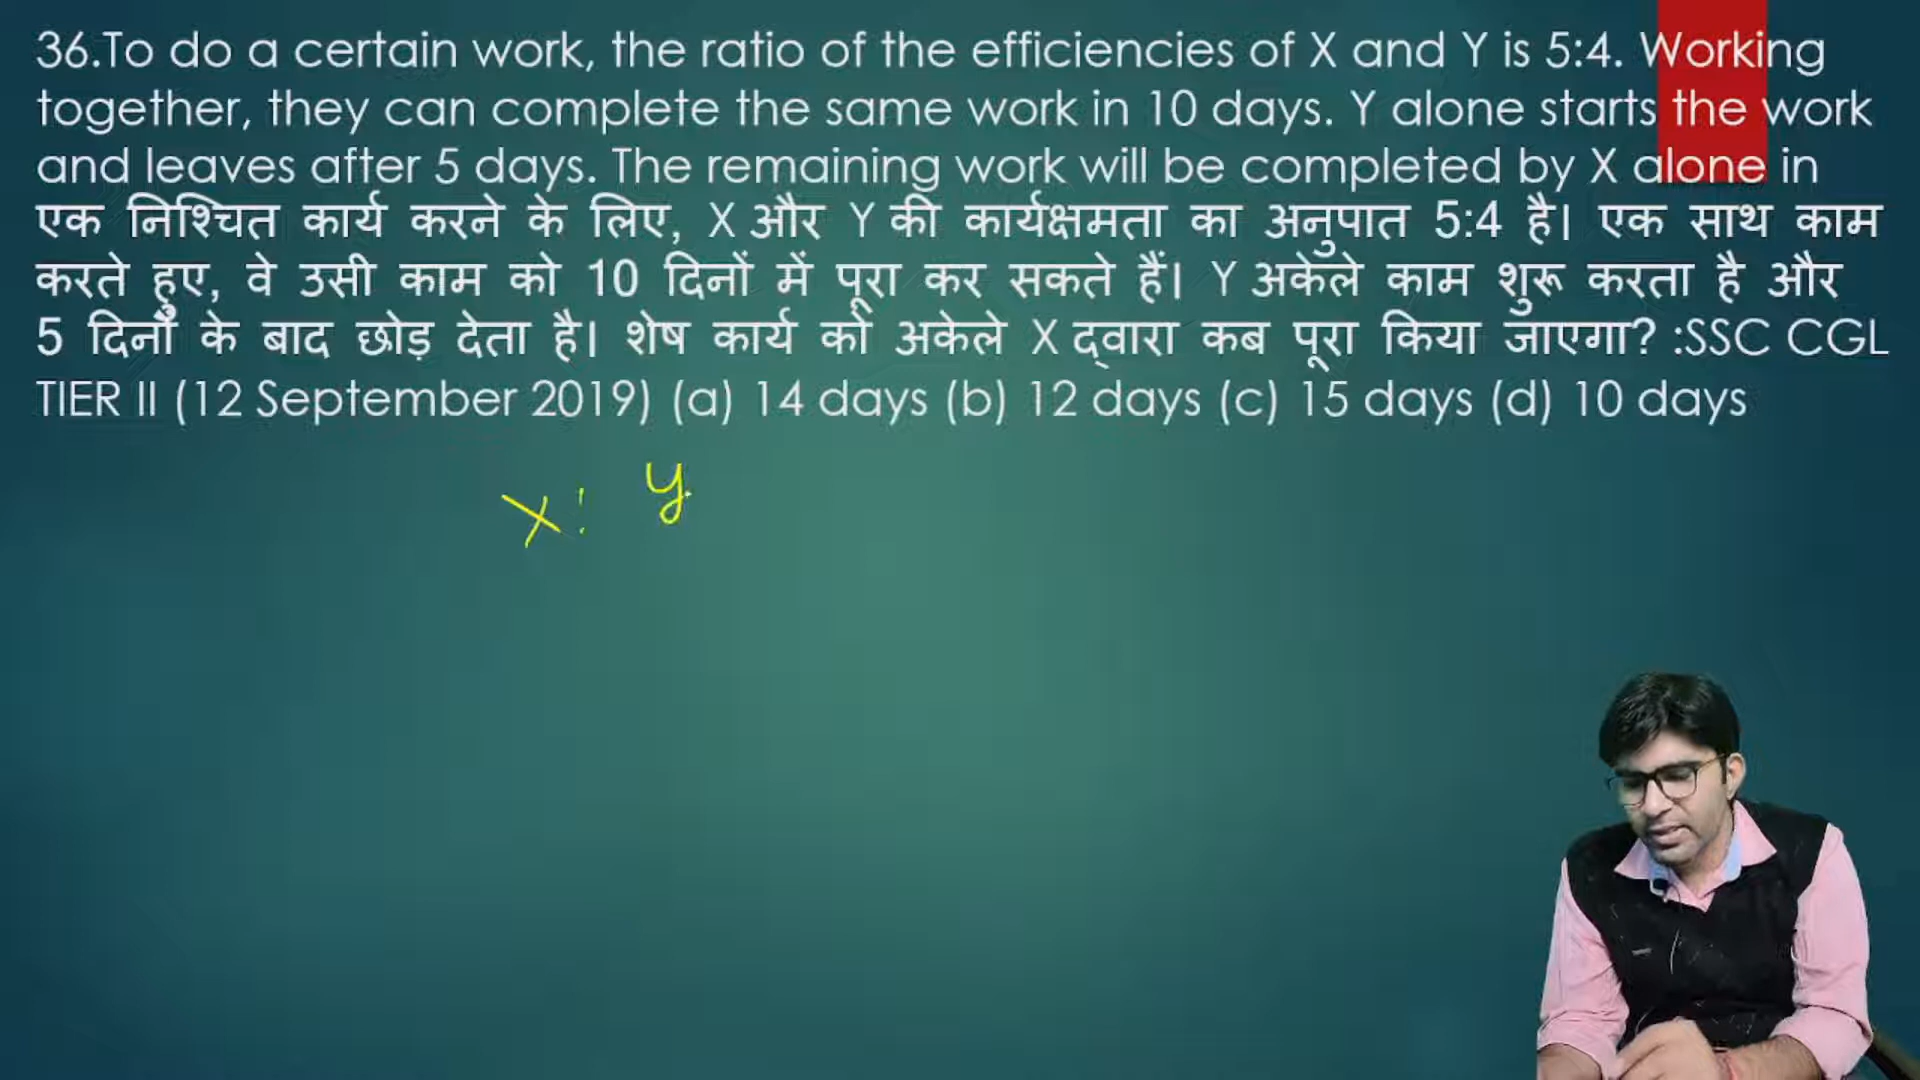 36.To do a certain work, the ratio of the efficiencies of X and Y is 5:4. Working
together, they can complete the same work in 10 days. Y alone starts the work
and leaves after 5 days. The remaining work will be completed by X alone in
एक निश्चित कार्य करने के लिए, X और Y की कार्यक्षमता का अनुपात 5:4 है। एक साथ काम
करते हुए, वे उसी काम को 10 दिनों में पूरा कर सकते हैं। Y अकेले काम शुरू करता है और
5 दिनों के बाद छोड़ देता है। शेष कार्य को अकेले X द्वारा कब पूरा किया जाएगा? :SSC CGL
TIER II (12 September 2019) (a) 14 days (b) 12 days (c) 15 days (d) 10 days
X : y